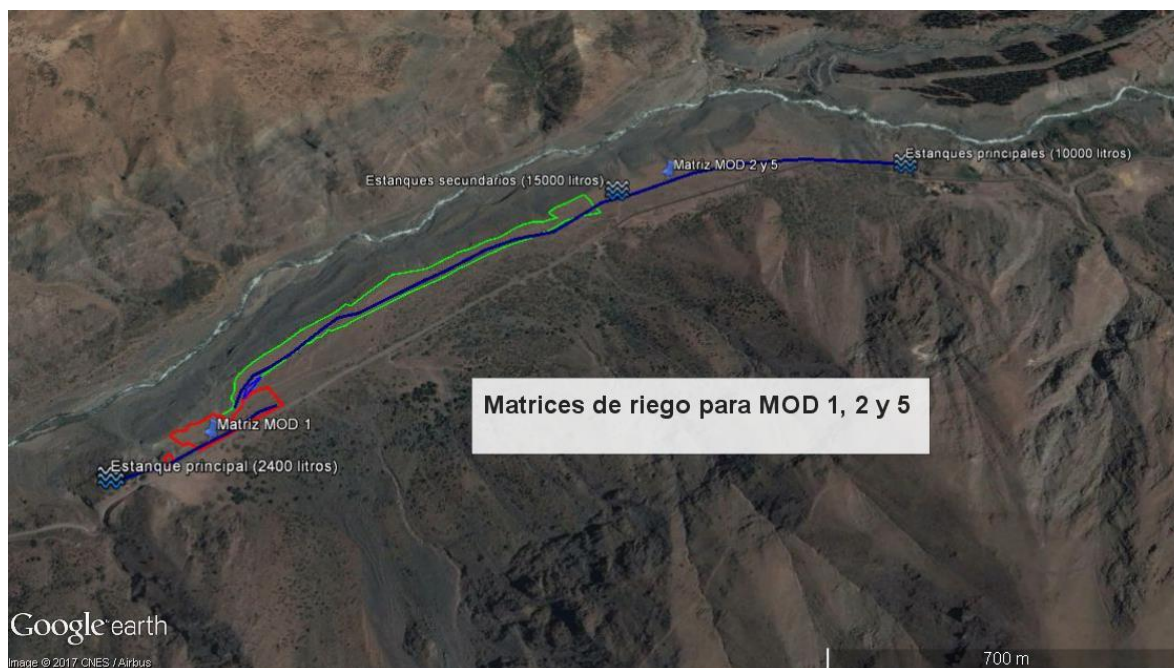 Estanques principales (10000 litros)
Matriz MOD 2 y 5
Estanques secundarios (15000 litros)
Matrices de riego para MOD 1, 2 y 5
Matriz MOD 1
Estanque principal (2400 litros)
Google earth
Image © 2017 CNES / Airbus
700 m